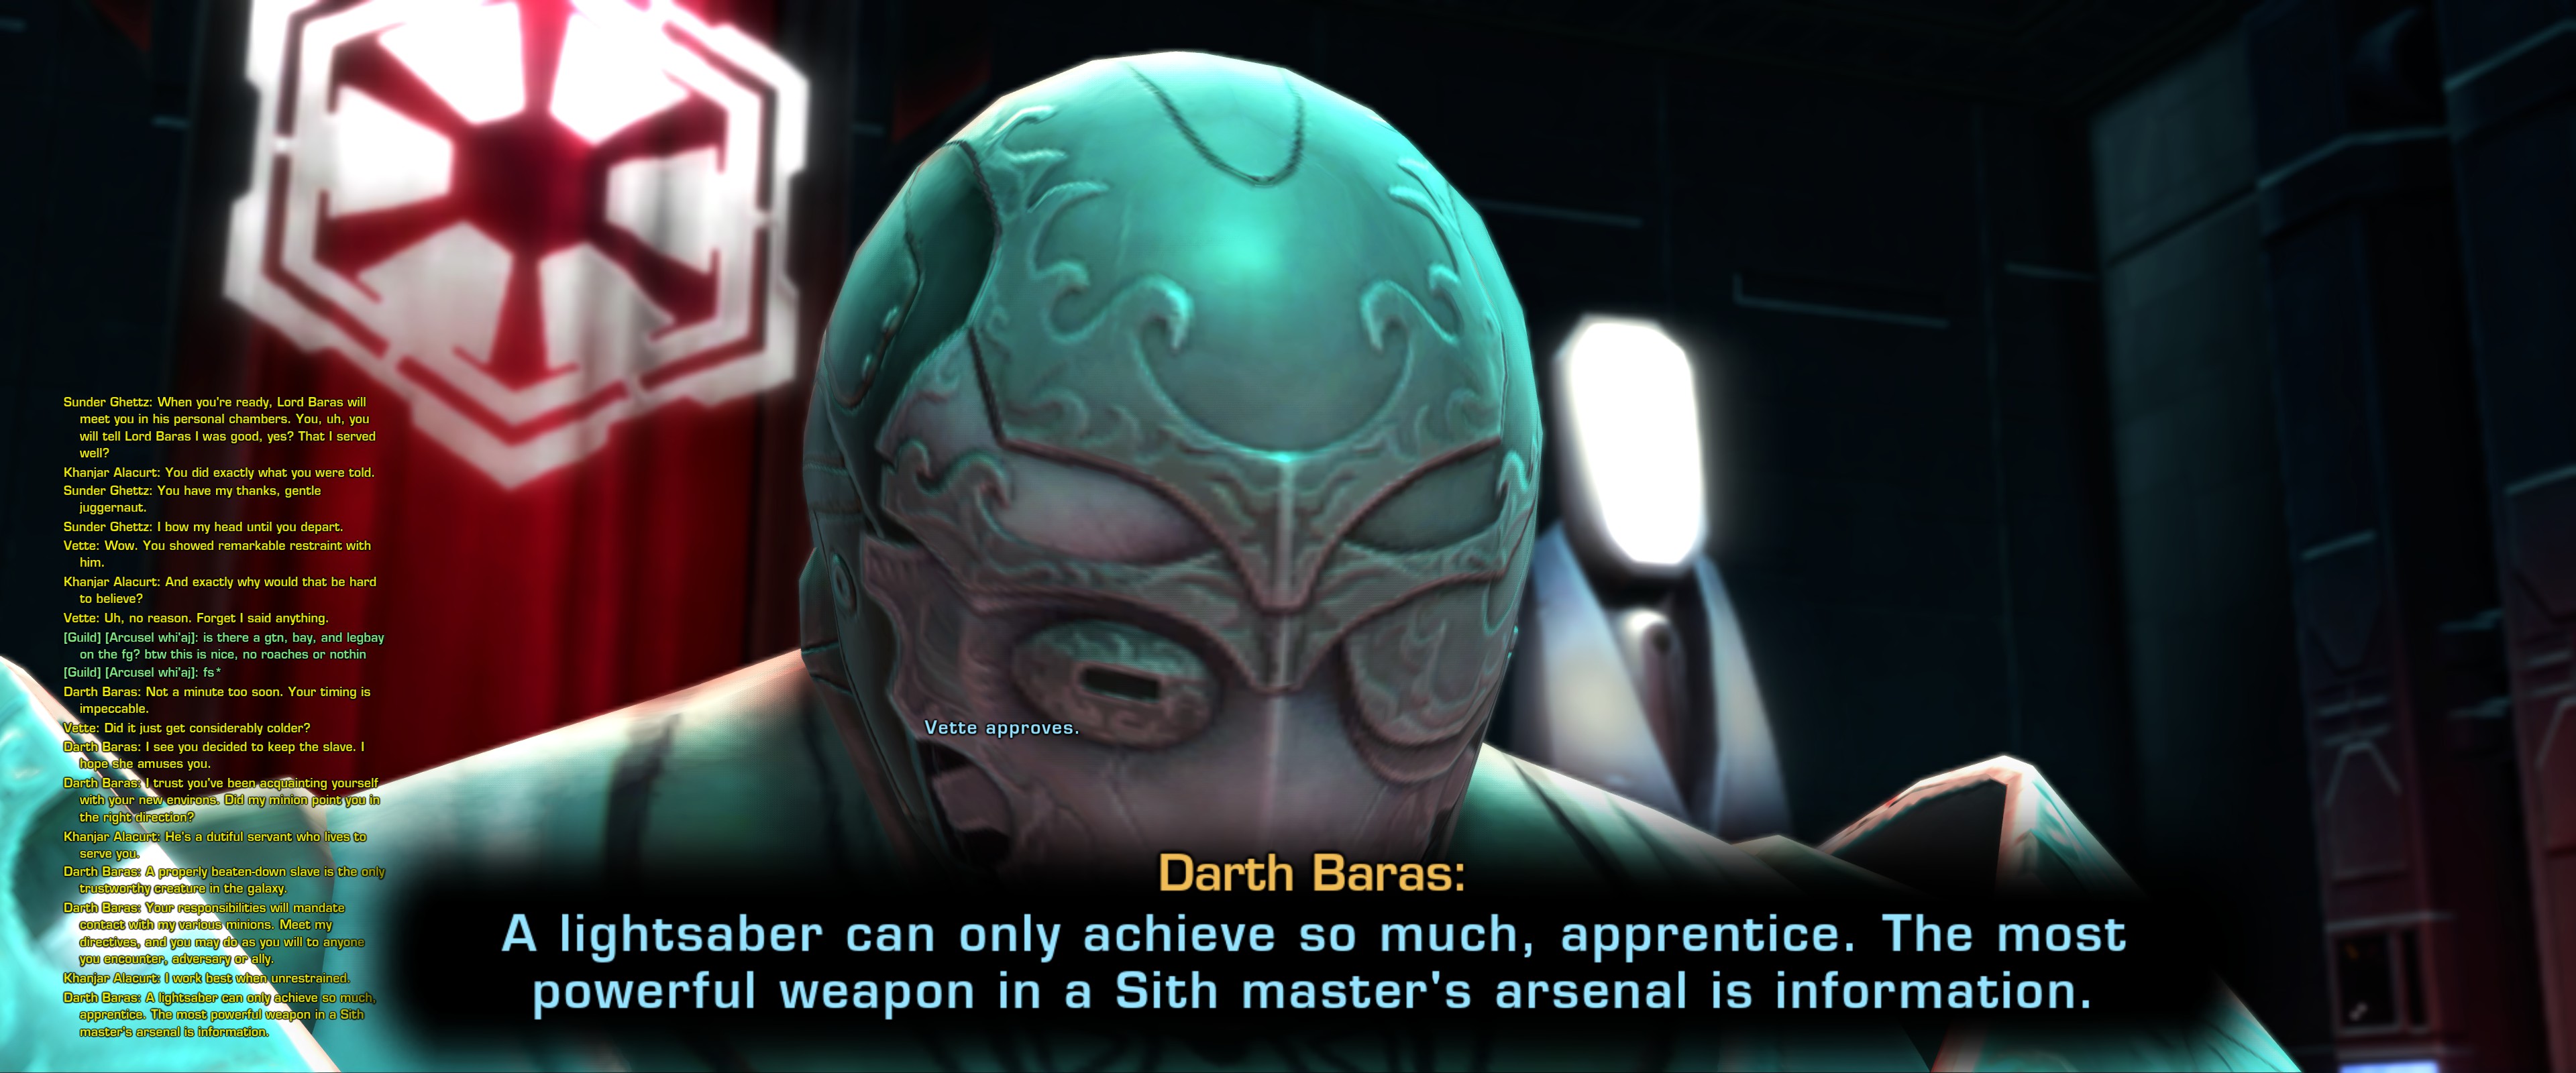 Sunder Ghettz: When you're ready, Lord Baras will
meet you in his personal chambers. You, uh, you
will tell Lord Baras I was good, yes? That I served
well?
Khanjar Alacurt: You did exactly what you were told.
Sunder Ghettz: You have my thanks, gentle
juggernaut.
Sunder Ghettz: I bow my head until you depart.
Vette: Wow. You showed remarkable restraint with
him.
Khanjar Alacurt: And exactly why would that be hard
to believe?
Vette: Uh, no reason. Forget I said anything.
[Guild] [Arcusel whi'aj]: is there a gtn, bay, and legbay
on the fg? btw this is nice, no roaches or nothin
[Guild] [Arcusel whi'aj]: fs*
Darth Baras: Not a minute too soon. Your timing is
impeccable.
Vette: Did it just get considerably colder?
Darth Baras: I see you decided to keep the slave. I
hope she amuses you.
Darth Baras: I trust you've been acquainting yourself
with your new environs. Did my minion point you in
the right direction?
Khanjar Alacurt: He's a dutiful servant who lives to
serve you.
Darth Baras: A properly beaten-down slave is the only
trustworthy creature in the galaxy.
Darth Baras: Your responsibilities will mandate
contact with my various minions. Meet my
directives, and you may do as you will to anyone
you encounter, adversary or ally.
Khanjar Alacurt: I work best when unrestrained.
Darth Baras: A lightsaber can only achieve so much,
apprentice. The most powerful weapon in a Sith
master's arsenal is information.
Vette approves.
Darth Baras:
A lightsaber can only achieve so much, apprentice. The most
powerful weapon in a Sith master's arsenal is information.